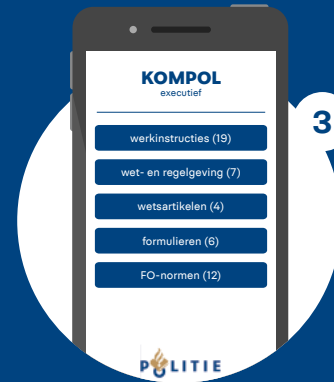 KOMPOL
executief
3
werkinstructies (19)
wet- en regelgeving (7)
wetsartikelen (4)
formulieren (6)
FO-normen (12)
POLITIE